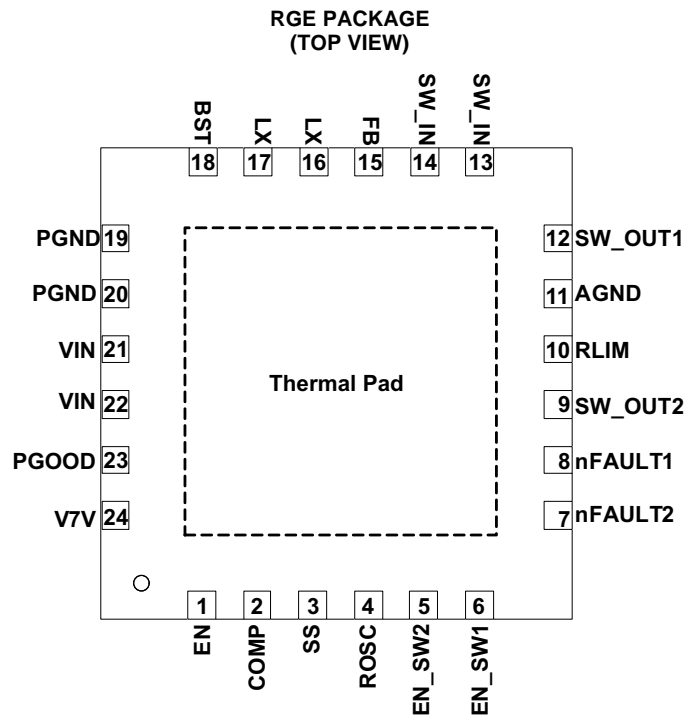 RGE PACKAGE
(TOP VIEW)
BST
LX
LX
FB
SW_IN
SW_IN
18
17
16
15
14
13
PGND 19
PGND 20
VIN 21
VIN 22
PGOOD 23
V7V 24
Thermal Pad
12 SW_OUT1
11 AGND
10 RLIM
9 SW_OUT2
8 nFAULT1
7 nFAULT2
1
2
3
4
5
6
EN
COMP
SS
ROSC
EN_SW2
EN_SW1